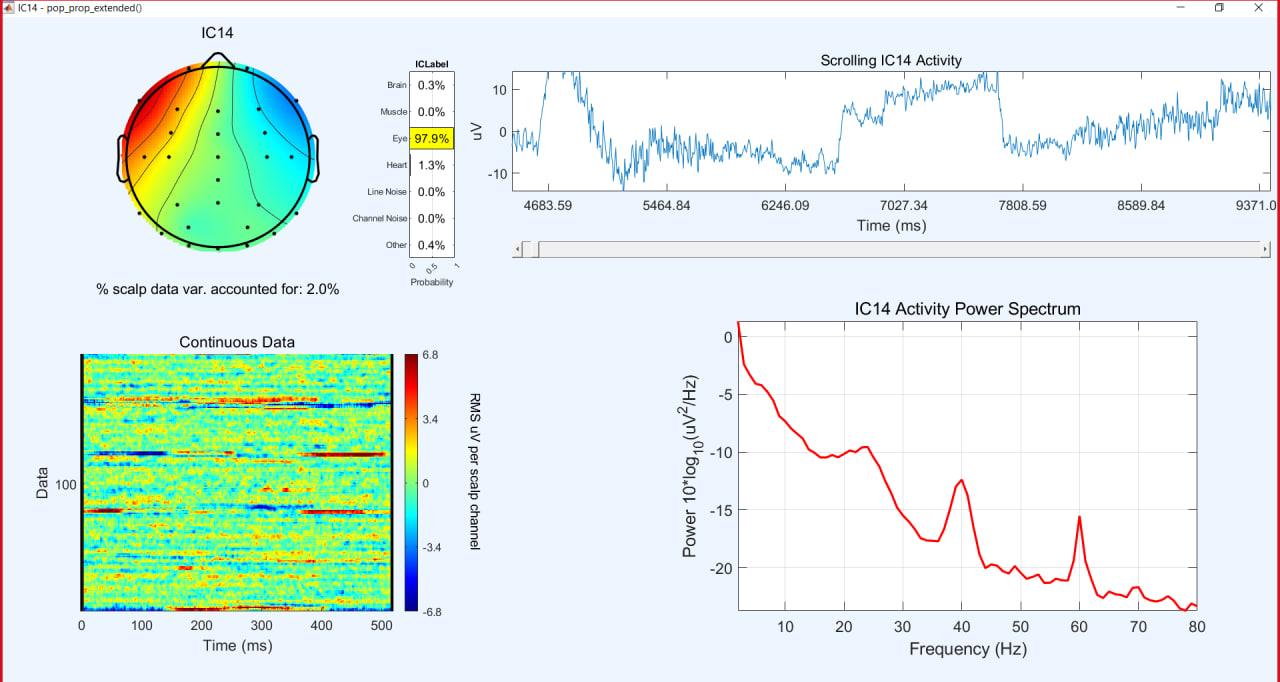 IC14 - pop_prop_extended()
IC14
ICLabel
Brain 0.3%
Muscle 0.0%
Eye 97.9%
Heart 1.3%
Line Noise 0.0%
Channel Noise 0.0%
Other 0.4%
0 0.5 1
Probability
% scalp data var. accounted for: 2.0%
Scrolling IC14 Activity
10
0
-10
uV
4683.59 5464.84 6246.09 7027.34 7808.59 8589.84 9371.0
Time (ms)
Continuous Data
Data
100
0 100 200 300 400 500
Time (ms)
6.8
3.4
0
-3.4
-6.8
RMS uV per scalp channel
IC14 Activity Power Spectrum
0
-5
-10
-15
-20
Power 10*log10(uV2/Hz)
10 20 30 40 50 60 70 80
Frequency (Hz)